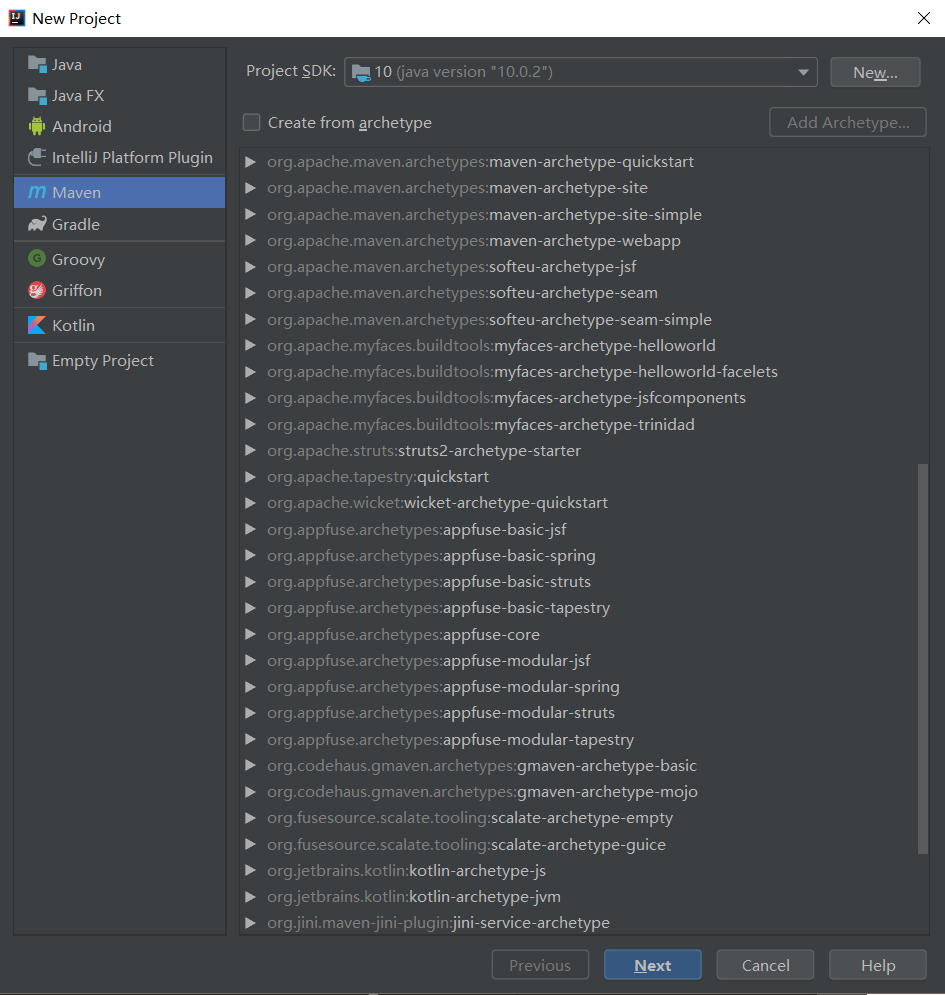 New Project
Java
Java FX
Android
IntelliJ Platform Plugin
Maven
Gradle
Groovy
Griffon
Kotlin
Empty Project
Project SDK: 10 (java version "10.0.2") New...
Create from archetype Add Archetype...
org.apache.maven.archetypes:maven-archetype-quickstart
org.apache.maven.archetypes:maven-archetype-site
org.apache.maven.archetypes:maven-archetype-site-simple
org.apache.maven.archetypes:maven-archetype-webapp
org.apache.maven.archetypes:softeu-archetype-jsf
org.apache.maven.archetypes:softeu-archetype-seam
org.apache.maven.archetypes:softeu-archetype-seam-simple
org.apache.myfaces.buildtools:myfaces-archetype-helloworld
org.apache.myfaces.buildtools:myfaces-archetype-helloworld-facelets
org.apache.myfaces.buildtools:myfaces-archetype-jsfcomponents
org.apache.myfaces.buildtools:myfaces-archetype-trinidad
org.apache.struts:struts2-archetype-starter
org.apache.tapestry:quickstart
org.apache.wicket:wicket-archetype-quickstart
org.appfuse.archetypes:appfuse-basic-jsf
org.appfuse.archetypes:appfuse-basic-spring
org.appfuse.archetypes:appfuse-basic-struts
org.appfuse.archetypes:appfuse-basic-tapestry
org.appfuse.archetypes:appfuse-core
org.appfuse.archetypes:appfuse-modular-jsf
org.appfuse.archetypes:appfuse-modular-spring
org.appfuse.archetypes:appfuse-modular-struts
org.appfuse.archetypes:appfuse-modular-tapestry
org.codehaus.gmaven.archetypes:gmaven-archetype-basic
org.codehaus.gmaven.archetypes:gmaven-archetype-mojo
org.fusesource.scalate.tooling:scalate-archetype-empty
org.fusesource.scalate.tooling:scalate-archetype-guice
org.jetbrains.kotlin:kotlin-archetype-js
org.jetbrains.kotlin:kotlin-archetype-jvm
org.jini.maven-jini-plugin:jini-service-archetype
Previous Next Cancel Help